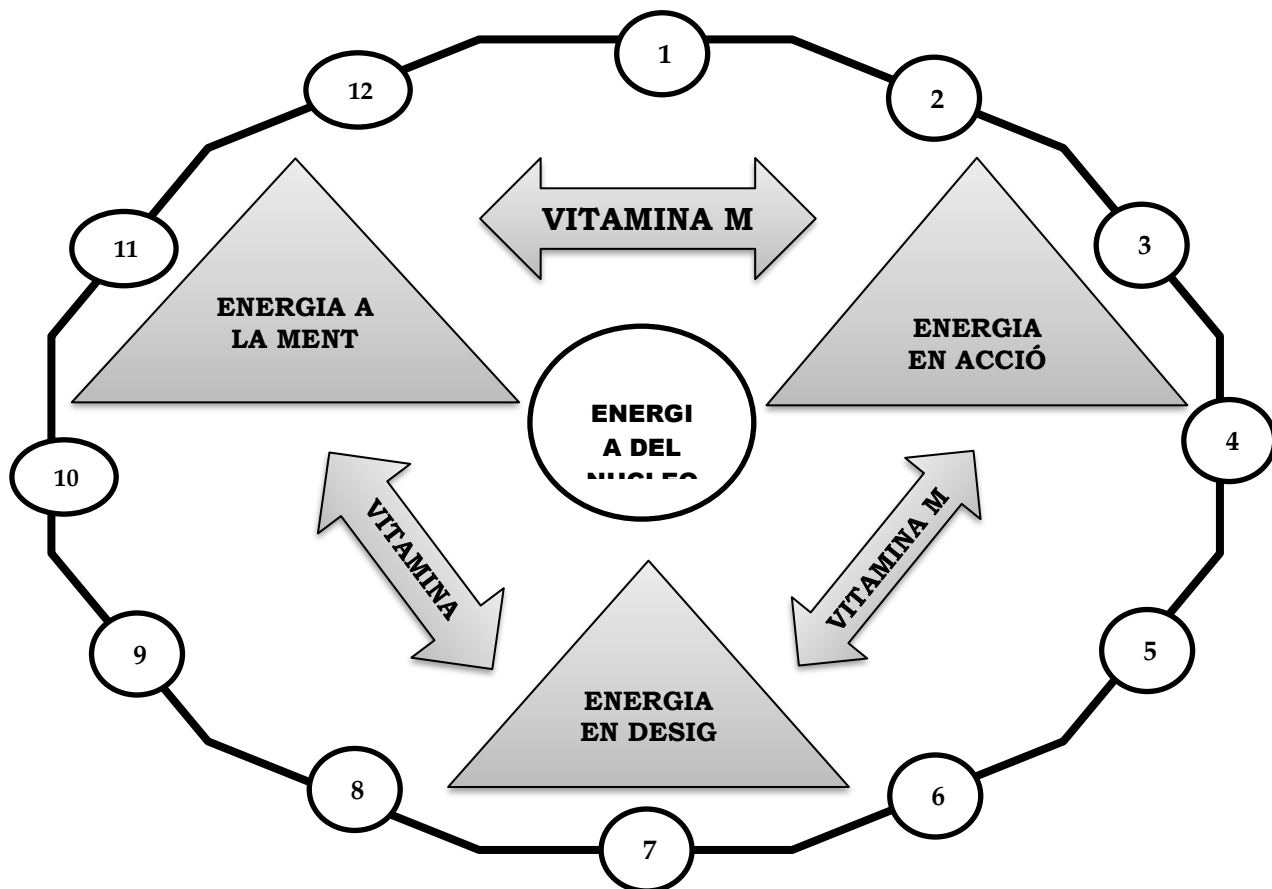 1
12
2
VITAMINA M
3
11
ENERGIA A
LA MENT
ENERGIA
EN ACCIÓ
ENERGI
A DEL
NUCLEO
4
10
VITAMINA
VITAMINA M
5
9
ENERGIA
EN DESIG
8
6
7